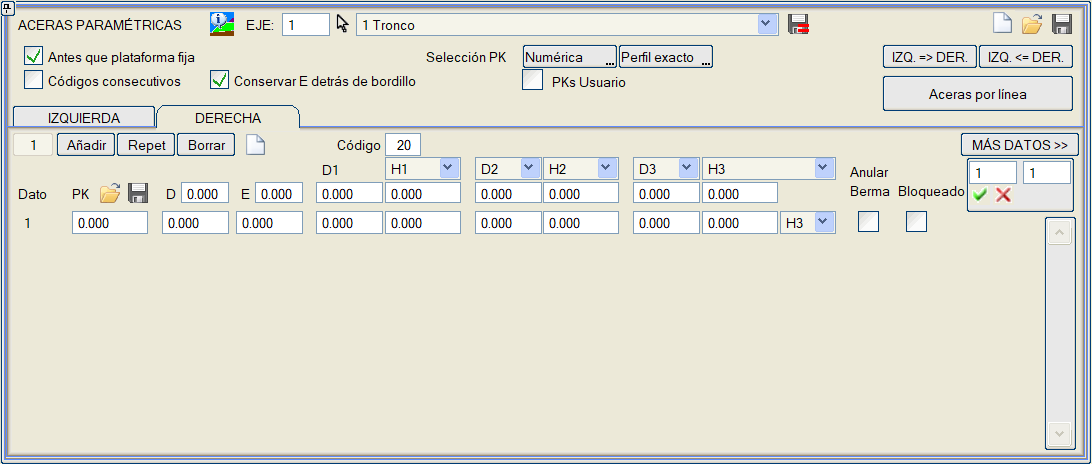 ACERAS PARAMÉTRICAS EJE: 1 1 Tronco
Antes que plataforma fija Selección PK Numérica ... Perfil exacto ... IZQ. => DER. IZQ. <= DER.
Códigos consecutivos Conservar E detrás de bordillo PKs Usuario
Aceras por línea
IZQUIERDA DERECHA
1 Añadir Repet Borrar Código 20 MÁS DATOS >>
D1 H1 D2 H2 D3 H3 Anular 1 1
Dato PK D 0.000 E 0.000 0.000 0.000 0.000 0.000 0.000 0.000 Berma Bloqueado
1 0.000 0.000 0.000 0.000 0.000 0.000 0.000 0.000 0.000 H3